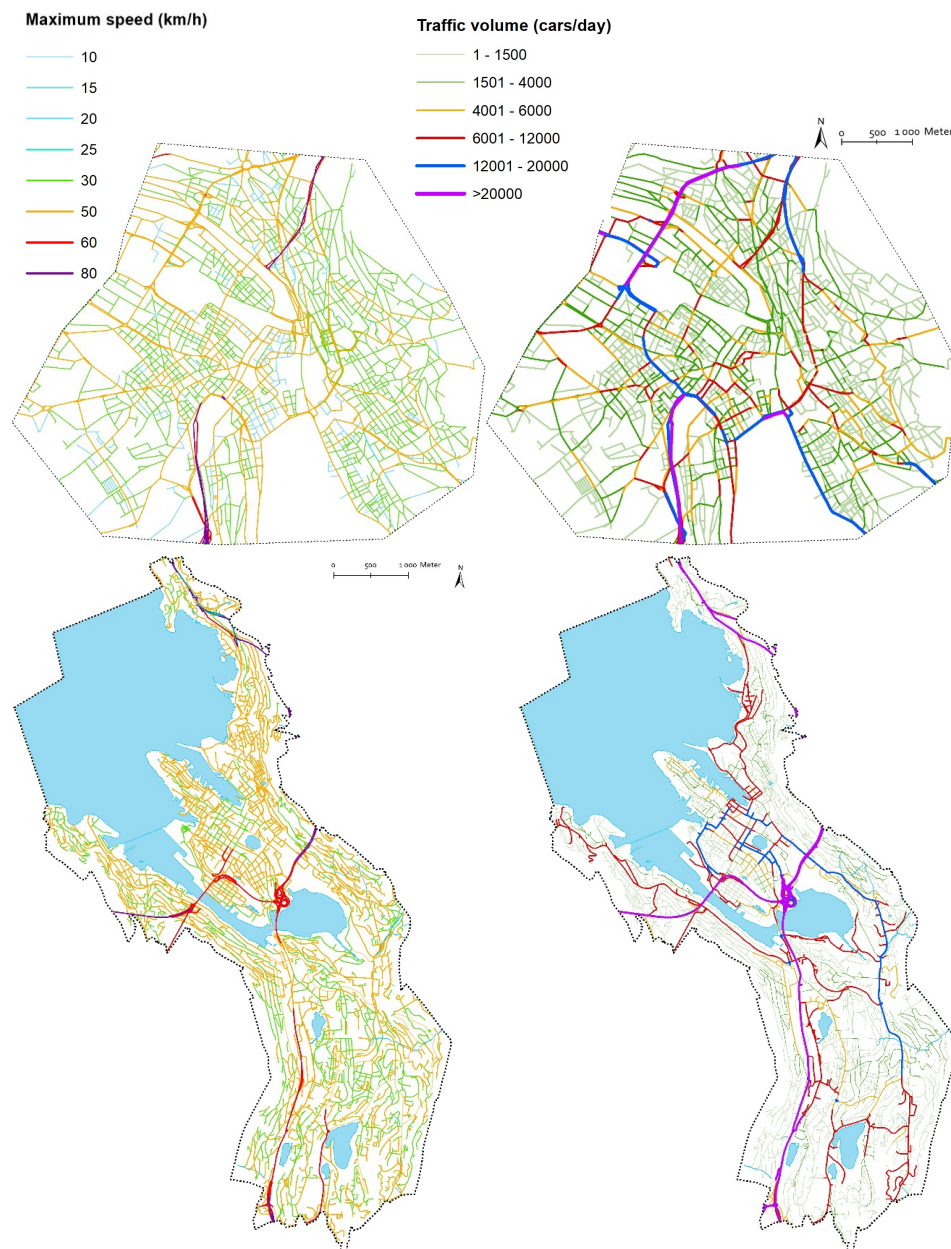 Maximum speed (km/h)
10
15
20
25
30
50
60
80
Traffic volume (cars/day)
1 - 1500
1501 - 4000
4001 - 6000
6001 - 12000
12001 - 20000
>20000
N
0 500 1 000 Meter
0 500 1 000 Meter
N